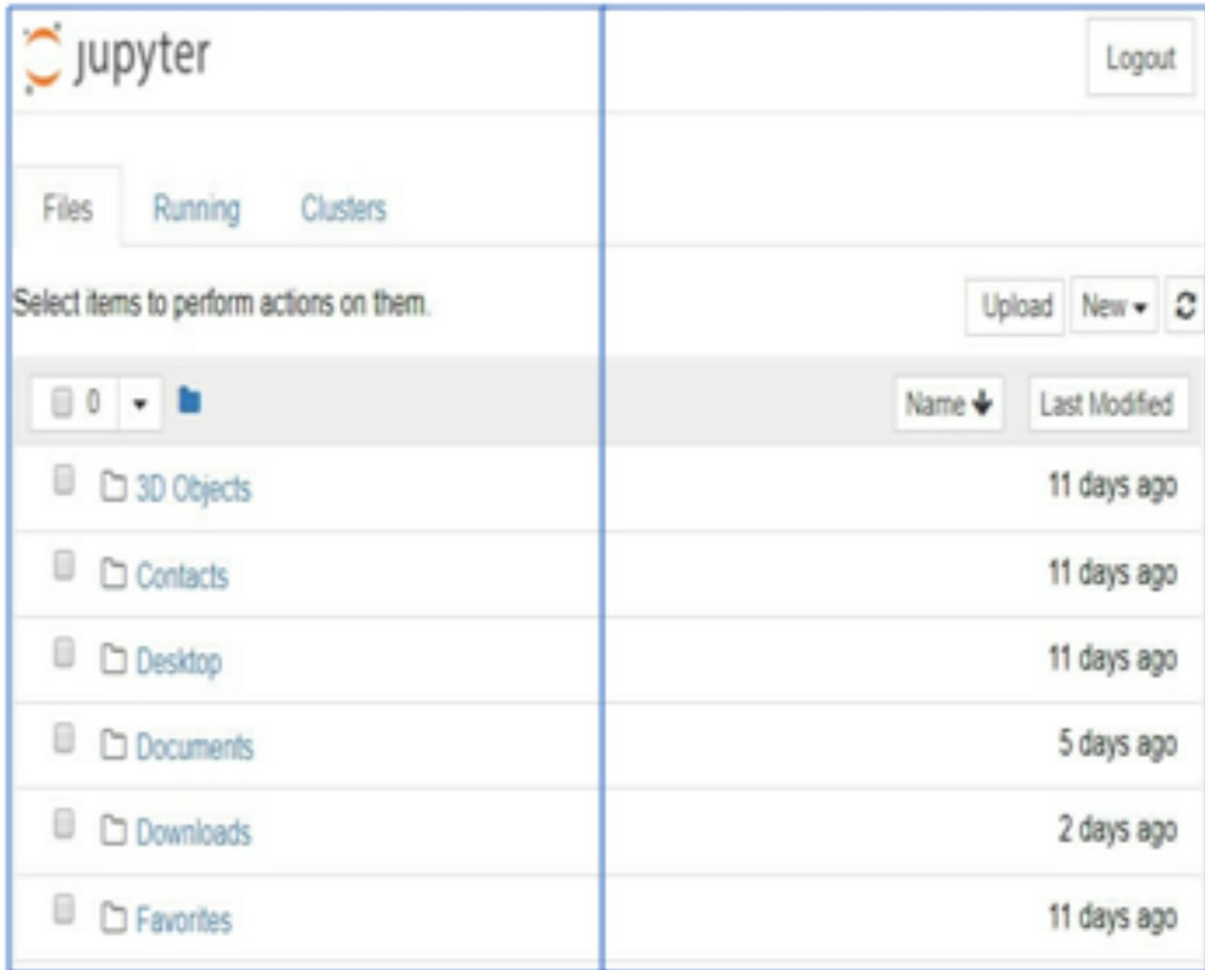 jupyter Logout
Files Running Clusters
Select items to perform actions on them. Upload New
0 Name Last Modified
3D Objects 11 days ago
Contacts 11 days ago
Desktop 11 days ago
Documents 5 days ago
Downloads 2 days ago
Favorites 11 days ago